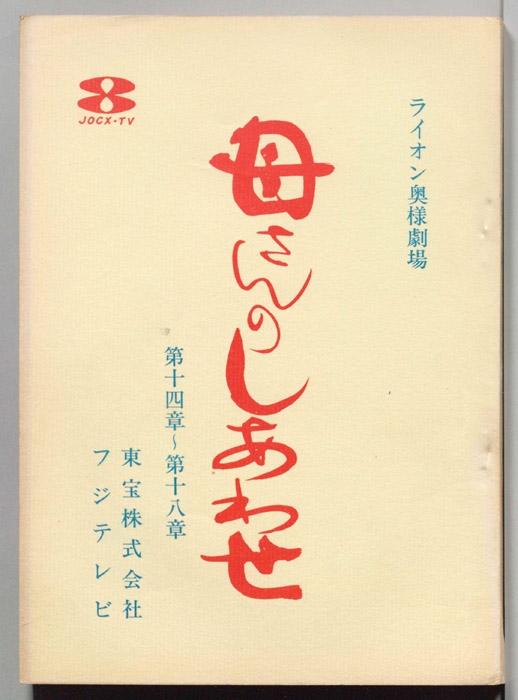 ライオン奥様劇場
母さんのしあわせ
第十四章～第十八章
東宝株式会社
フジテレビ
8
JOCX-TV